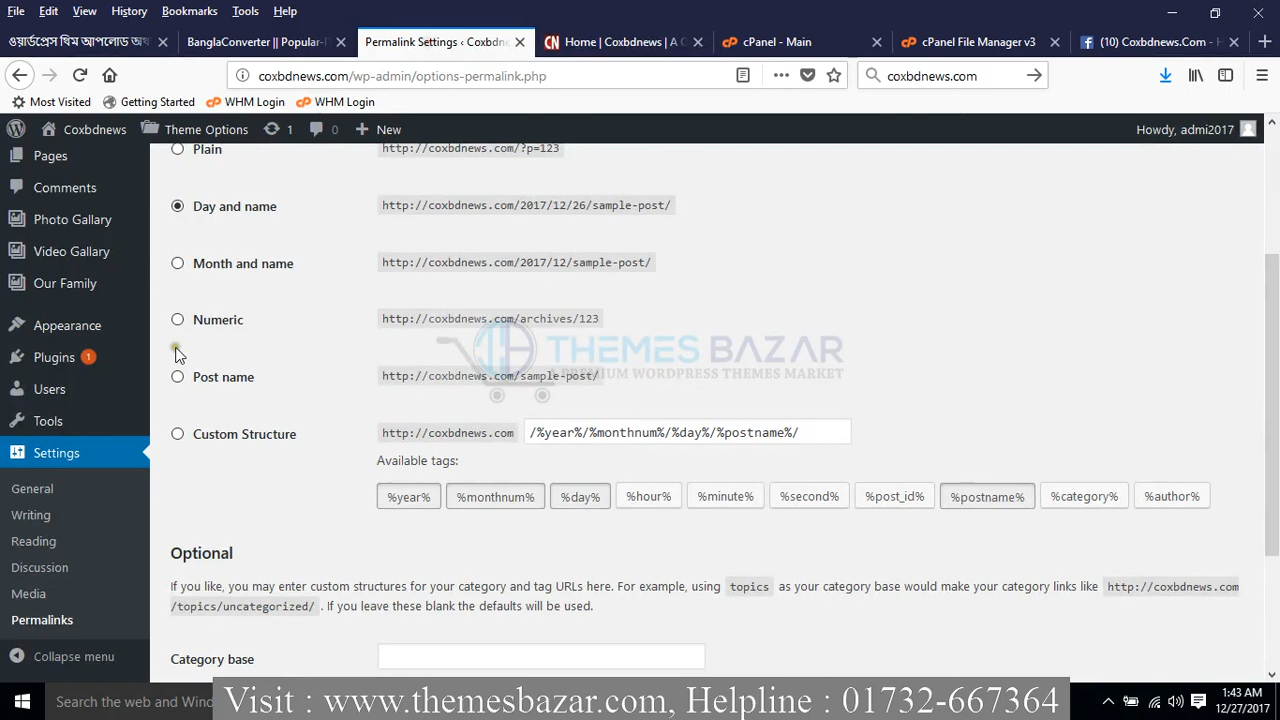 File Edit View History Bookmarks Tools Help
ওয়ার্ডপ্রেস থিম আপলোড অথ
BanglaConverter || Popular-I
Permalink Settings ‹ Coxbdn
Home | Coxbdnews | A C
cPanel - Main
cPanel File Manager v3
(10) Coxbdnews.Com - H
coxbdnews.com/wp-admin/options-permalink.php
coxbdnews.com
Most Visited Getting Started WHM Login WHM Login
Coxbdnews Theme Options 1 0 New Howdy, admi2017
Pages
Comments
Photo Gallary
Video Gallary
Our Family
Appearance
Plugins 1
Users
Tools
Settings
General
Writing
Reading
Discussion
Media
Permalinks
Collapse menu
Plain http://coxbdnews.com/?p=123
Day and name http://coxbdnews.com/2017/12/26/sample-post/
Month and name http://coxbdnews.com/2017/12/sample-post/
Numeric http://coxbdnews.com/archives/123
THEMES BAZAR
A PREMIUM WORDPRESS THEMES MARKET
Post name http://coxbdnews.com/sample-post/
Custom Structure http://coxbdnews.com /%year%/%monthnum%/%day%/%postname%/
Available tags:
%year% %monthnum% %day% %hour% %minute% %second% %post_id% %postname% %category% %author%
Optional
If you like, you may enter custom structures for your category and tag URLs here. For example, using topics as your category base would make your category links like http://coxbdnews.com
/topics/uncategorized/ . If you leave these blank the defaults will be used.
Category base
Type here to search
Visit : www.themesbazar.com, Helpline : 01732-667364
1:43 AM
12/27/2017